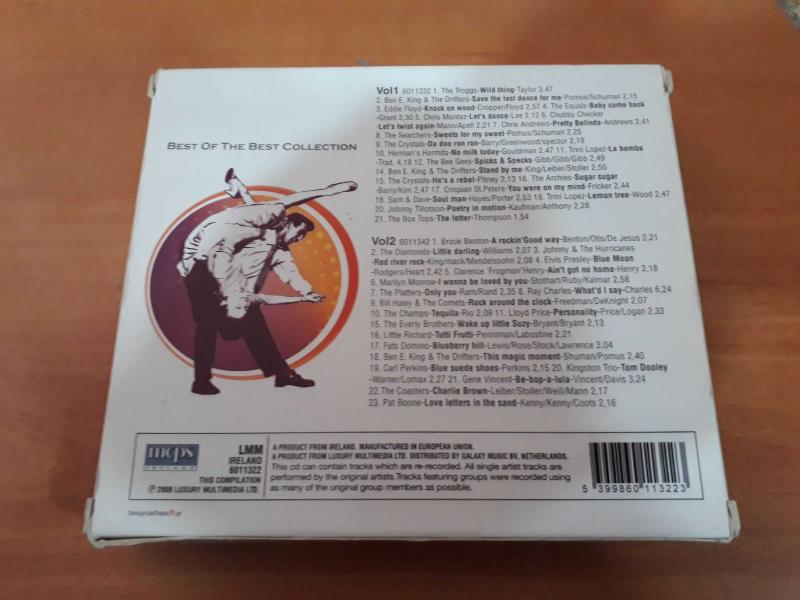 BEST OF THE BEST COLLECTION
Vol1 6011332 1. The Troggs-Wild thing-Taylor 3,47
2. Ben E. King & The Drifters-Save the last dance for me-Pomus/Schuman 2,15
3. Eddie Floyd-Knock on wood-Cropper/Floyd 2,57 4. The Equals-Baby come back
-Grant 2,30 5. Chris Montez-Let's dance-Lee 2,12 6. Chubby Checker
-Let's twist again-Mann/Apell 2,21 7. Chris Andrews-Pretty Belinda-Andrews 2,41
8. The Searchers-Sweets for my sweet-Pomus/Schuman 2,25
9. The Crystals-Da doo ron ron-Barry/Greenwood/spector 2,19
10. Herman's Hermits-No milk today-Gouldman 2,47 11. Trini Lopez-La bamba
-Trad. 4,19 12. The Bee Gees-Spicks & Specks-Gibb/Gibb/Gibb 2,49
14. Ben E. King & The Drifters-Stand by me-King/Leiber/Stoller 2,50
15. The Crystals-He's a rebel-Pitney 2,13 16. The Archies-Sugar sugar
-Barry/Kim 2,47 17. Crispian St.Peters-You were on my mind-Fricker 2,44
18. Sam & Dave-Soul man-Hayes/Porter 2,53 19. Trini Lopez-Lemon tree-Wood 2,47
20. Johnny Tillotson-Poetry in motion-Kaufman/Anthony 2,28
21. The Box Tops-The letter-Thompson 1,54
Vol2 6011342 1. Brook Benton-A rockin'Good way-Benton/Otis/De Jesus 2,21
2. The Diamonds-Little darling-Williams 2,07 3. Johnny & The Hurricanes
-Red river rock-King/mack/Mendelssohn 2,08 4. Elvis Presley-Blue Moon
-Rodgers/Heart 2,42 5. Clarence 'Frogman'Henry-Ain't got no home-Henry 2,18
6. Marilyn Monroe-I wanna be loved by you-Stothart/Ruby/Kalmar 2,58
7. The Platters-Only you-Ram/Rand 2,35 8. Ray Charles-What'd I say-Charles 6,24
9. Bill Haley & The Comets-Rock around the clock-Freedman/DeKnight 2,07
10. The Champs-Tequila-Rio 2,09 11. Lloyd Price-Personality-Price/Logan 2,33
15. The Everly Brothers-Wake up little Suzy-Bryant/Bryant 2,13
16. Little Richard-Tutti Frutti-Penniman/Labostine 2,21
17. Fats Domino-Blueberry hill-Lewis/Rose/Stock/Lawrence 3,04
18. Ben E. King & The Drifters-This magic moment-Shuman/Pomus 2,40
19. Carl Perkins-Blue suede shoes-Perkins 2,15 20. Kingston Trio-Tom Dooley
-Warner/Lomax 2,27 21. Gene Vincent-Be-bop-a-lula-Vincent/Davis 3,24
22. The Coasters-Charlie Brown-Leiber/Stoller/Weill/Mann 2,17
23. Pat Boone-Love letters in the sand-Kenny/Kenny/Coots 2,16
mcps
IRELAND
LMM
IRELAND
6011322
THIS COMPILATION
℗ 2009 LUXURY MULTIMEDIA LTD.
A PRODUCT FROM IRELAND. MANUFACTURED IN EUROPEAN UNION.
A PRODUCT FROM LUXURY MULTIMEDIA LTD. DISTRIBUTED BY GALAXY MUSIC BV, NETHERLANDS.
This cd can contain tracks which are re-recorded. All single artist tracks are
performed by the original artists.Tracks featuring groups were recorded using
as many of the original group members as possible.
5 399860 113223